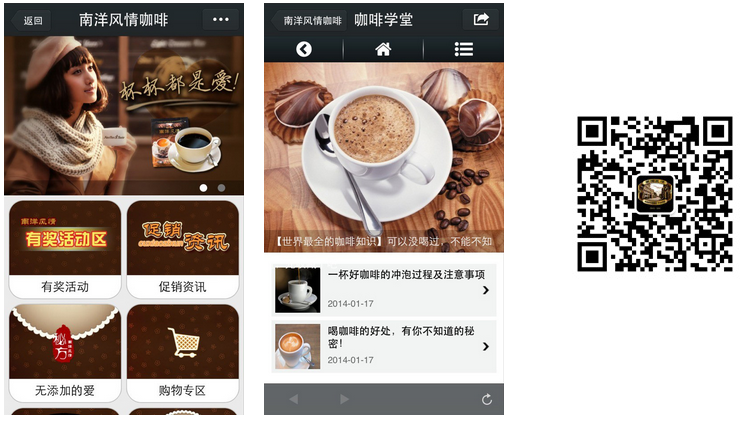 返回
南洋风情咖啡
杯杯都是愛!
南洋风情
有奖活动区
促销
资讯
有奖活动
促销资讯
秘方
无添加的爱
购物专区
南洋风情咖啡
咖啡学堂
【世界最全的咖啡知识】可以没喝过，不能不知
一杯好咖啡的冲泡过程及注意事项
2014-01-17
喝咖啡的好处，有你不知道的秘
密！
2014-01-17